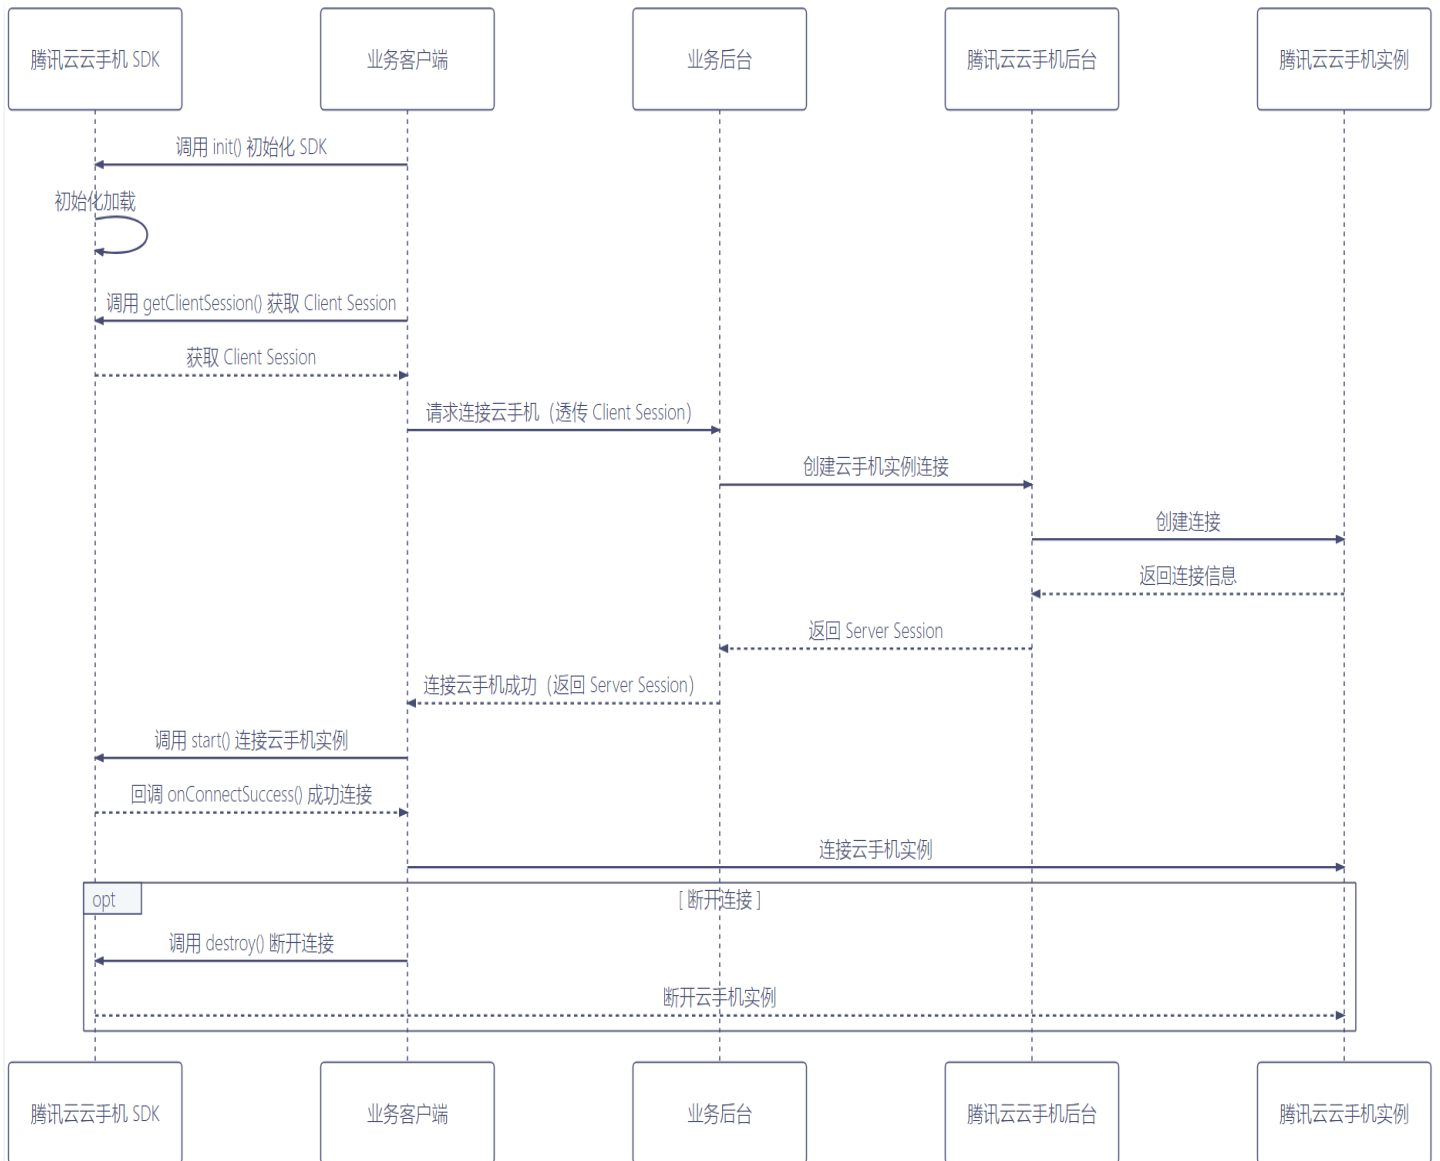 腾讯云云手机 SDK
业务客户端
业务后台
腾讯云云手机后台
腾讯云云手机实例
调用 init() 初始化 SDK
初始化加载
调用 getClientSession() 获取 Client Session
获取 Client Session
请求连接云手机（透传 Client Session）
创建云手机实例连接
创建连接
返回连接信息
返回 Server Session
连接云手机成功（返回 Server Session）
调用 start() 连接云手机实例
回调 onConnectSuccess() 成功连接
连接云手机实例
opt
[ 断开连接 ]
调用 destroy() 断开连接
断开云手机实例
腾讯云云手机 SDK
业务客户端
业务后台
腾讯云云手机后台
腾讯云云手机实例